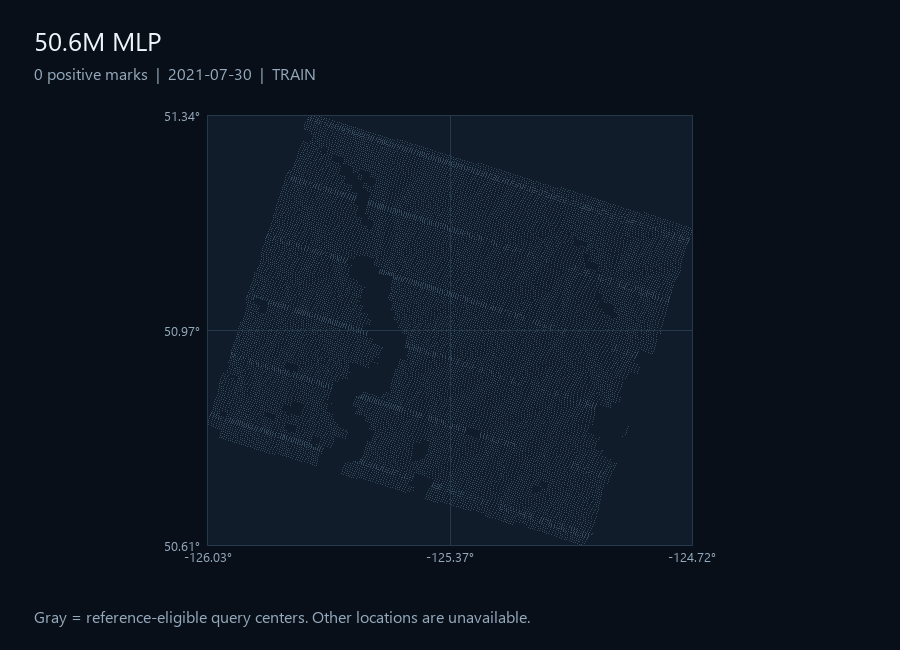 50.6M MLP
0 positive marks | 2021-07-30 | TRAIN
51.34°
50.97°
50.61°
-126.03° -125.37° -124.72°
Gray = reference-eligible query centers. Other locations are unavailable.